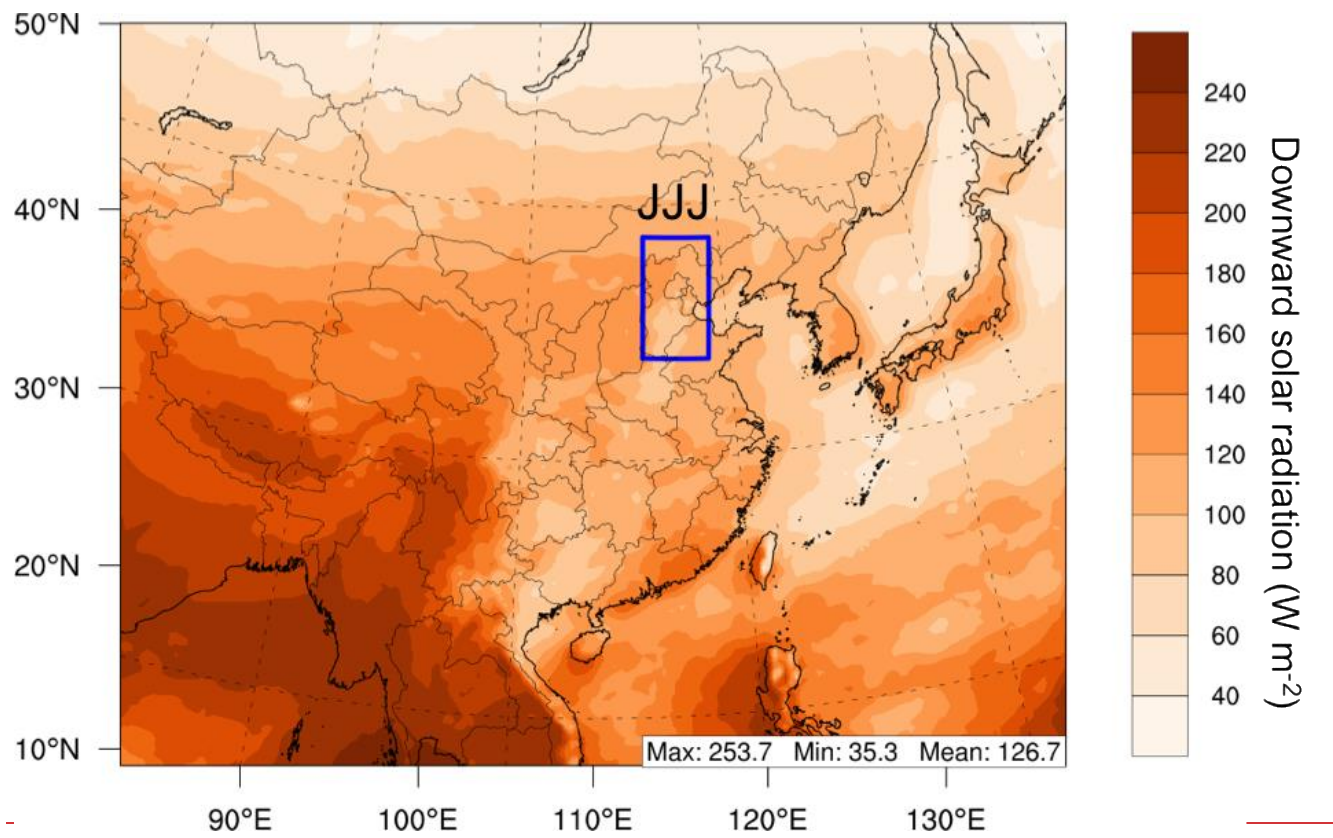 50°N
40°N
30°N
20°N
10°N
JJJ
Max: 253.7 Min: 35.3 Mean: 126.7
90°E 100°E 110°E 120°E 130°E
240
220
200
180
160
140
120
100
80
60
40
Downward solar radiation (W m-2)